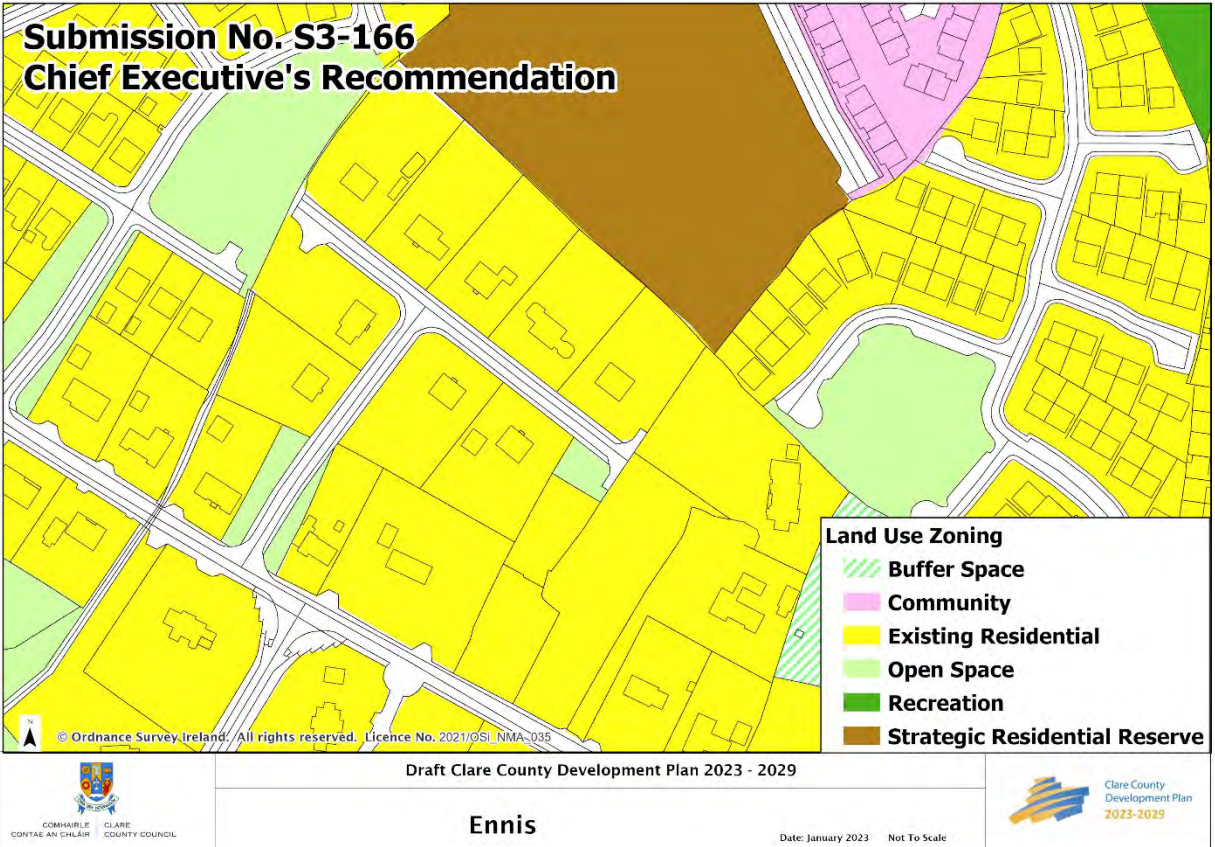 Submission No. S3-166
Chief Executive's Recommendation
Land Use Zoning
Buffer Space
Community
Existing Residential
Open Space
Recreation
Strategic Residential Reserve
N
© Ordnance Survey Ireland. All rights reserved. Licence No. 2021/OSI_NMA_035
COMHAIRLE
CONTAE AN CHLÁIR
CLARE
COUNTY COUNCIL
Draft Clare County Development Plan 2023 - 2029
Ennis
Date: January 2023 Not To Scale
Clare County
Development Plan
2023-2029